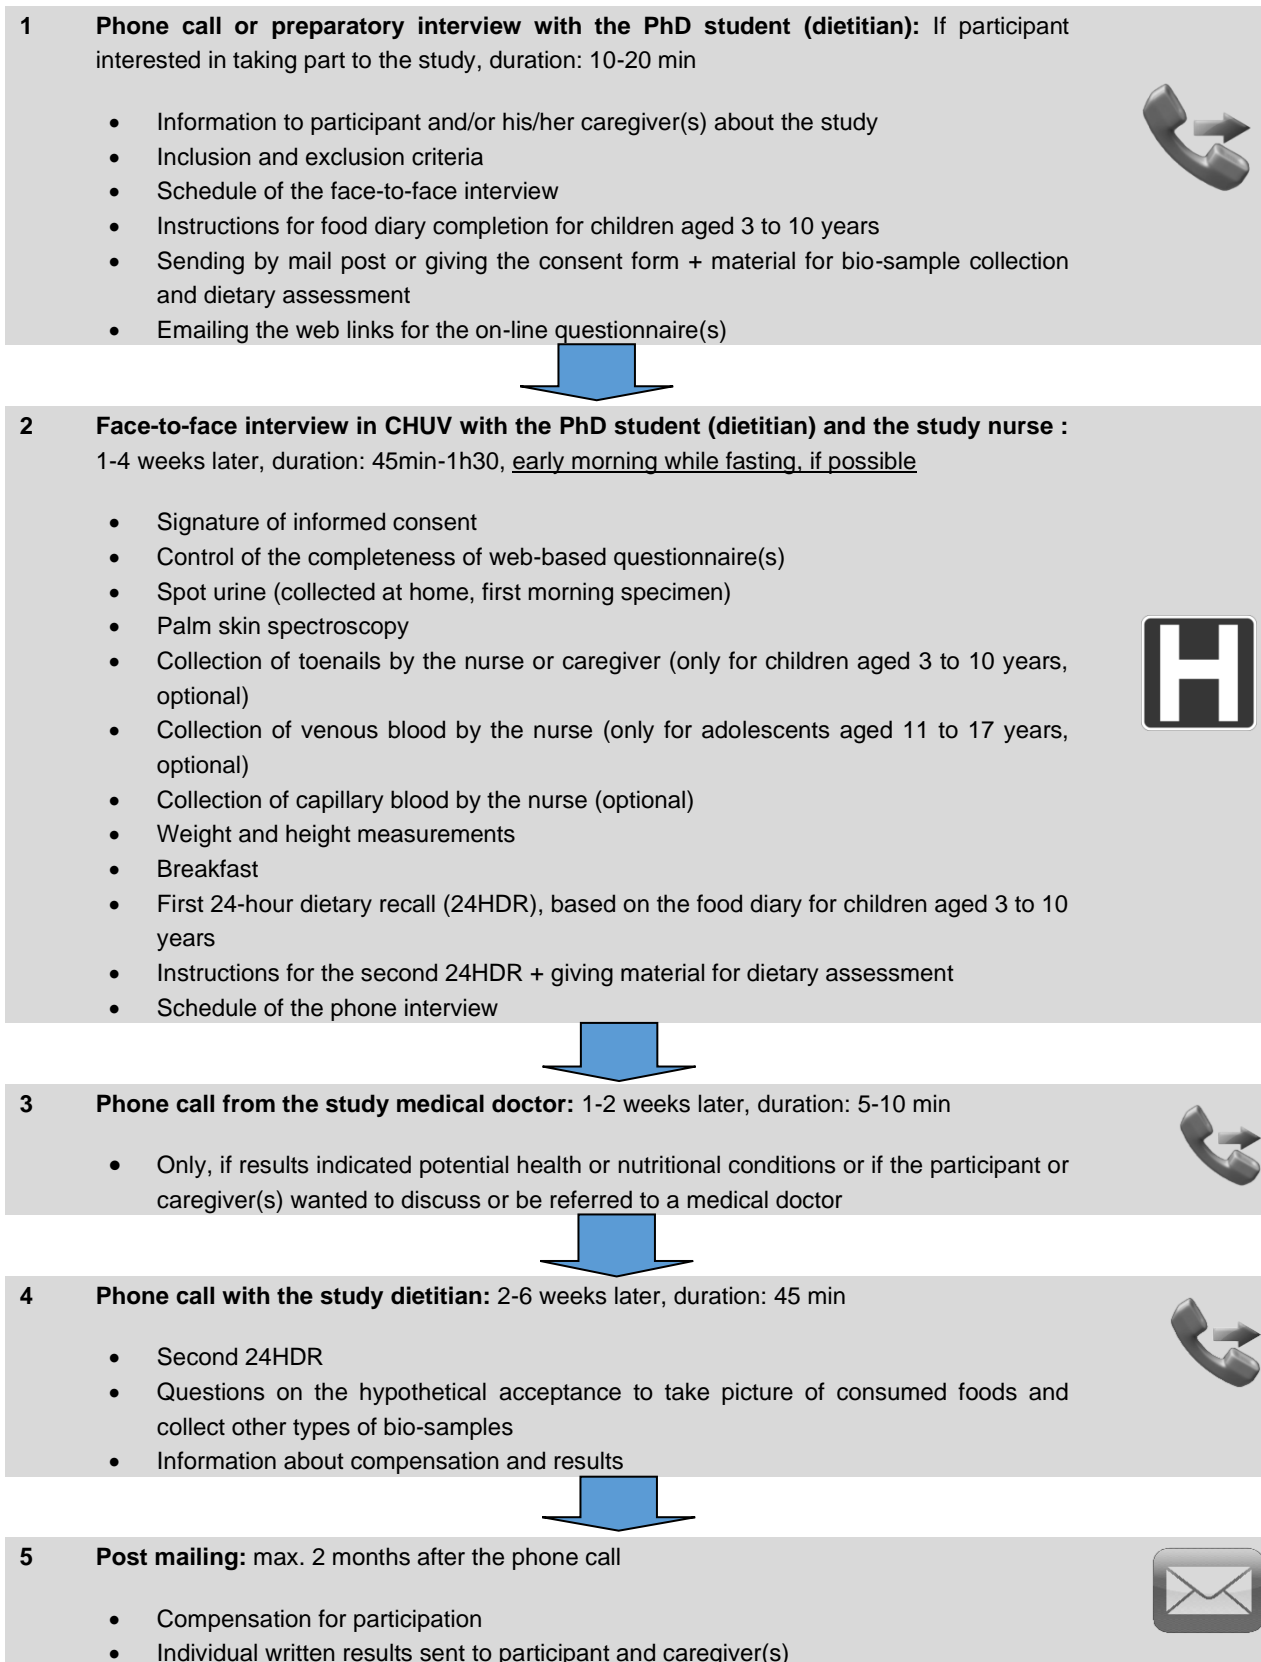 1 Phone call or preparatory interview with the PhD student (dietitian): If participant
interested in taking part to the study, duration: 10-20 min
• Information to participant and/or his/her caregiver(s) about the study
• Inclusion and exclusion criteria
• Schedule of the face-to-face interview
• Instructions for food diary completion for children aged 3 to 10 years
• Sending by mail post or giving the consent form + material for bio-sample collection
and dietary assessment
• Emailing the web links for the on-line questionnaire(s)
2 Face-to-face interview in CHUV with the PhD student (dietitian) and the study nurse :
1-4 weeks later, duration: 45min-1h30, early morning while fasting, if possible
• Signature of informed consent
• Control of the completeness of web-based questionnaire(s)
• Spot urine (collected at home, first morning specimen)
• Palm skin spectroscopy
• Collection of toenails by the nurse or caregiver (only for children aged 3 to 10 years,
optional)
• Collection of venous blood by the nurse (only for adolescents aged 11 to 17 years,
optional)
• Collection of capillary blood by the nurse (optional)
• Weight and height measurements
• Breakfast
• First 24-hour dietary recall (24HDR), based on the food diary for children aged 3 to 10
years
• Instructions for the second 24HDR + giving material for dietary assessment
• Schedule of the phone interview
H
3 Phone call from the study medical doctor: 1-2 weeks later, duration: 5-10 min
• Only, if results indicated potential health or nutritional conditions or if the participant or
caregiver(s) wanted to discuss or be referred to a medical doctor
4 Phone call with the study dietitian: 2-6 weeks later, duration: 45 min
• Second 24HDR
• Questions on the hypothetical acceptance to take picture of consumed foods and
collect other types of bio-samples
• Information about compensation and results
5 Post mailing: max. 2 months after the phone call
• Compensation for participation
• Individual written results sent to participant and caregiver(s)